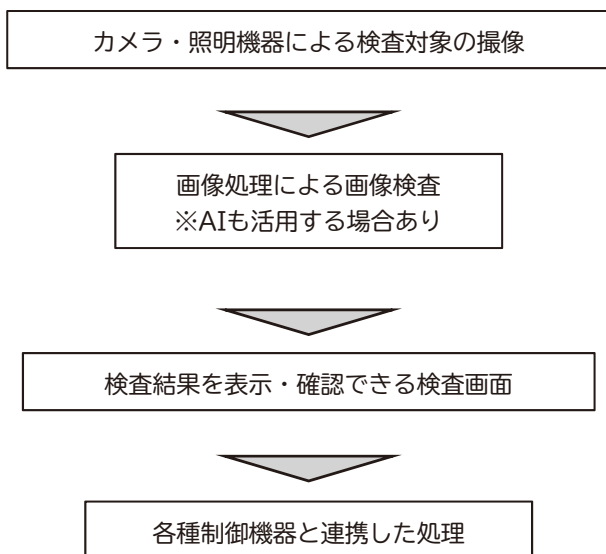 カメラ・照明機器による検査対象の撮像
画像処理による画像検査
※AIも活用する場合あり
検査結果を表示・確認できる検査画面
各種制御機器と連携した処理